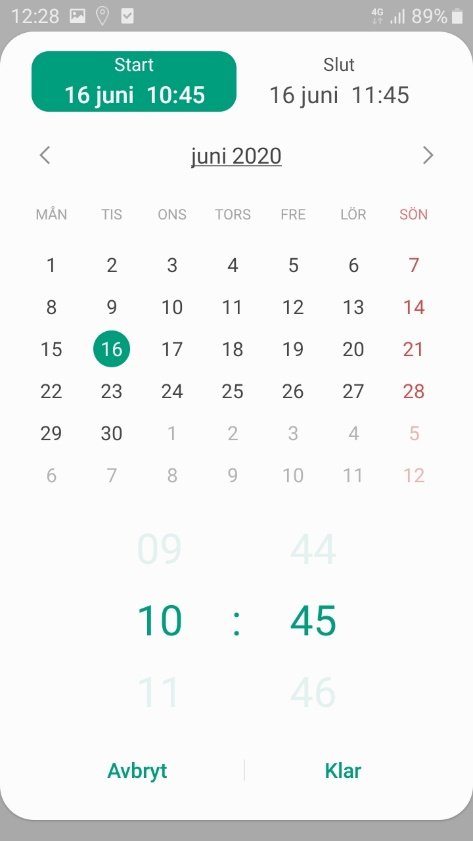 12:28 4G 89%
Start Slut
16 juni 10:45 16 juni 11:45
juni 2020
MÅN TIS ONS TORS FRE LÖR SÖN
1 2 3 4 5 6 7
8 9 10 11 12 13 14
15 16 17 18 19 20 21
22 23 24 25 26 27 28
29 30 1 2 3 4 5
6 7 8 9 10 11 12
09 44
10 : 45
11 46
Avbryt Klar